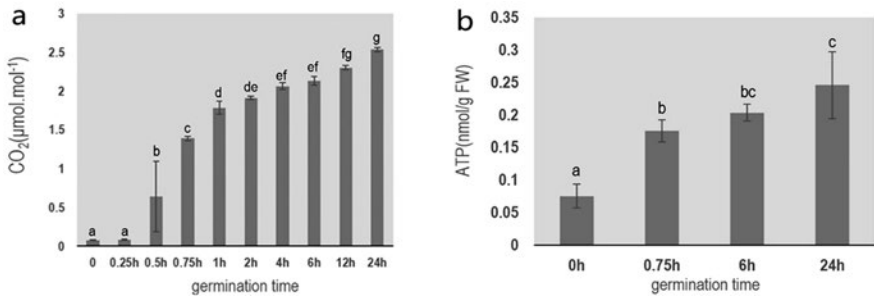 a
3
2.5
2
1.5
1
0.5
0
CO₂(μmol.mol⁻¹)
a a b c d de ef ef fg g
0 0.25h 0.5h 0.75h 1h 2h 4h 6h 12h 24h
germination time
b
0.35
0.3
0.25
0.2
0.15
0.1
0.05
0
ATP(nmol/g FW)
a b bc c
0h 0.75h 6h 24h
germination time